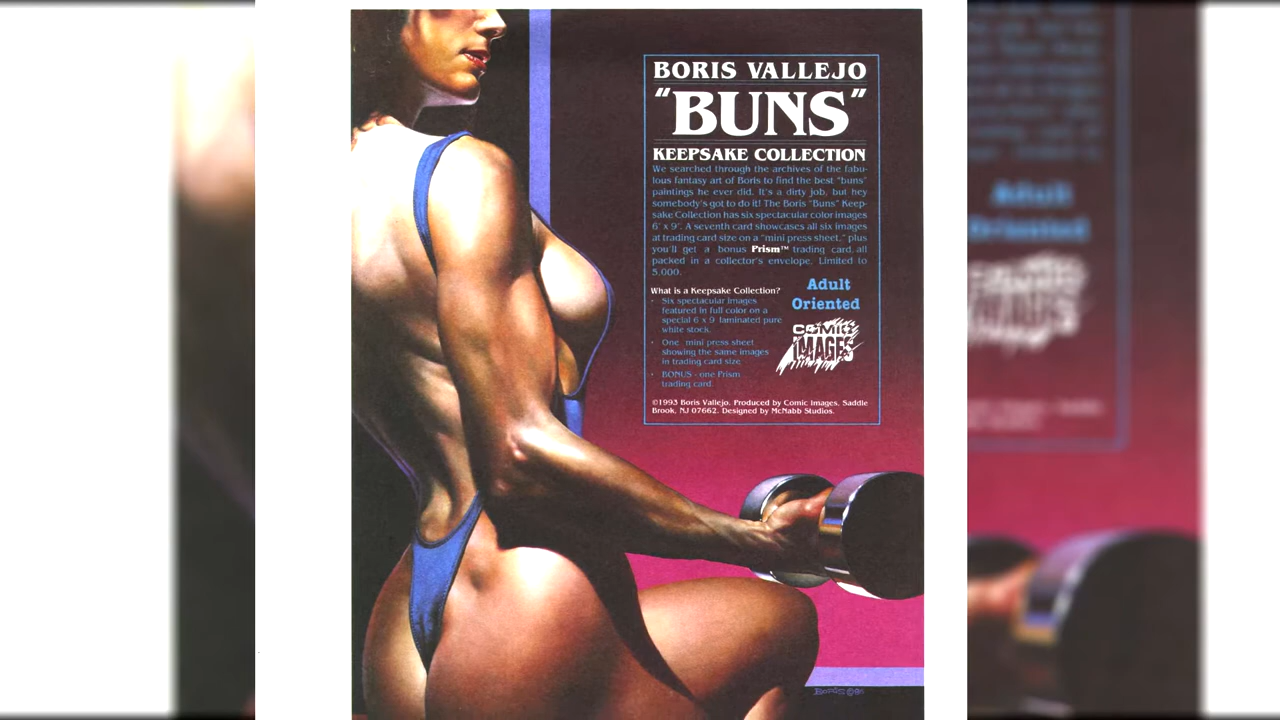 BORIS VALLEJO
"BUNS"
KEEPSAKE COLLECTION
We searched through the archives of the fabu-
lous fantasy art of Boris to find the best "buns"
paintings he ever did. It's a dirty job, but hey
somebody's got to do it! The Boris "Buns" Keep-
sake Collection has six spectacular color images
6" x 9". A seventh card showcases all six images
at trading card size on a "mini press sheet," plus
you'll get a bonus Prism™ trading card, all
packed in a collector's envelope. Limited to
5,000.
What is a Keepsake Collection?
• Six spectacular images
featured in full color on a
special 6 x 9 laminated pure
white stock.
• One mini press sheet
showing the same images
in trading card size
• BONUS - one Prism
trading card.
Adult
Oriented
COMIC
IMAGES
©1993 Boris Vallejo. Produced by Comic Images, Saddle
Brook, NJ 07662. Designed by McNabb Studios.
Boris ©86
Adult
Oriented